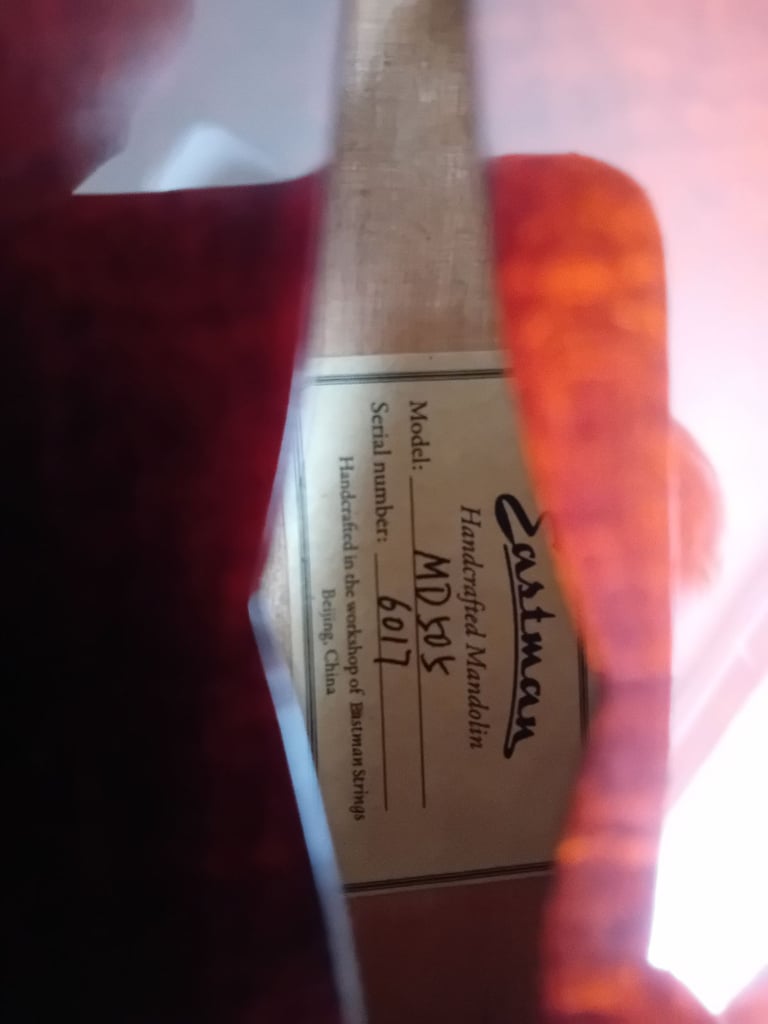 Eastman
Handcrafted Mandolin
Model: MD505
Serial number: 6017
Handcrafted in the workshop of Eastman Strings
Beijing, China